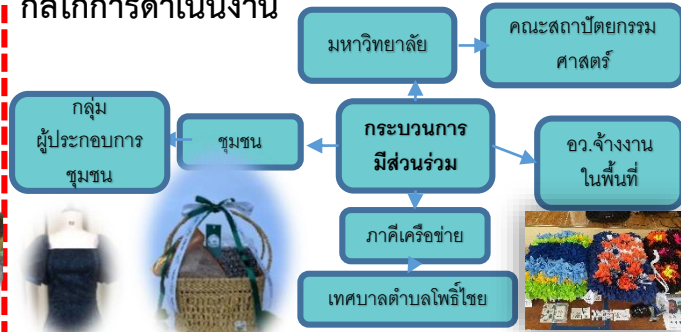 กลไกการดำเนินงาน
มหาวิทยาลัย
คณะสถาปัตยกรรม
ศาสตร์
กลุ่ม
ผู้ประกอบการ
ชุมชน
ชุมชน
กระบวนการ
มีส่วนร่วม
อว.จ้างงาน
ในพื้นที่
ภาคีเครือข่าย
เทศบาลตำบลโพธิ์ไชย